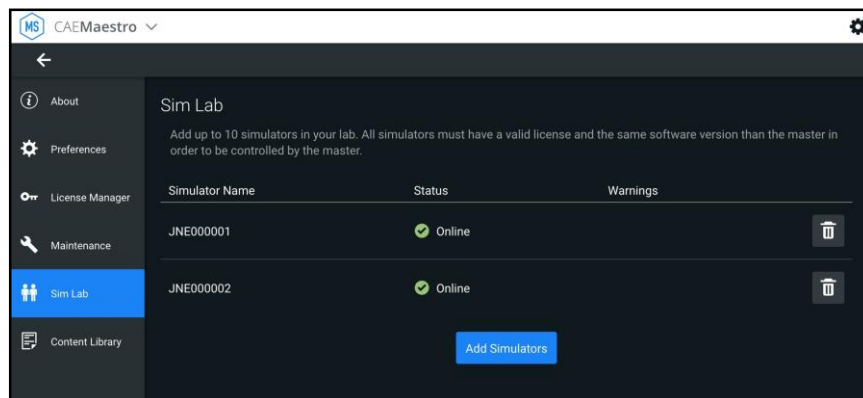 MS CAEMaestro
About
Preferences
License Manager
Maintenance
Sim Lab
Content Library
Sim Lab
Add up to 10 simulators in your lab. All simulators must have a valid license and the same software version than the master in
order to be controlled by the master.
Simulator Name Status Warnings
JNE000001 Online
JNE000002 Online
Add Simulators